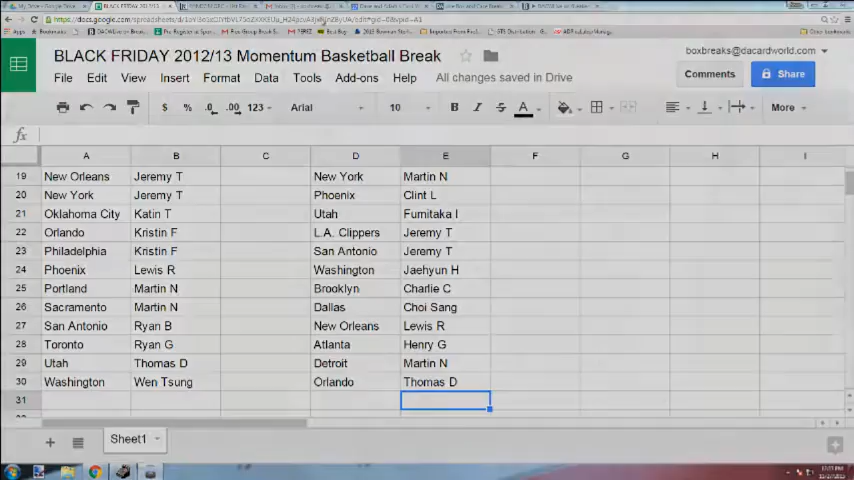 BLACK FRIDAY 2012/13 Momentum Basketball Break
boxbreaks@dacardworld.com
File Edit View Insert Format Data Tools Add-ons Help All changes saved in Drive
Comments Share
$ % .0 .00 123 Arial 10 B I S A More
fx
A B C D E F G H I
19 New Orleans Jeremy T New York Martin N
20 New York Jeremy T Phoenix Clint L
21 Oklahoma City Katin T Utah Fumitaka I
22 Orlando Kristin F L.A. Clippers Jeremy T
23 Philadelphia Kristin F San Antonio Jeremy T
24 Phoenix Lewis R Washington Jaehyun H
25 Portland Martin N Brooklyn Charlie C
26 Sacramento Martin N Dallas Choi Sang
27 San Antonio Ryan B New Orleans Lewis R
28 Toronto Ryan G Atlanta Henry G
29 Utah Thomas D Detroit Martin N
30 Washington Wen Tsung Orlando Thomas D
31
Sheet1